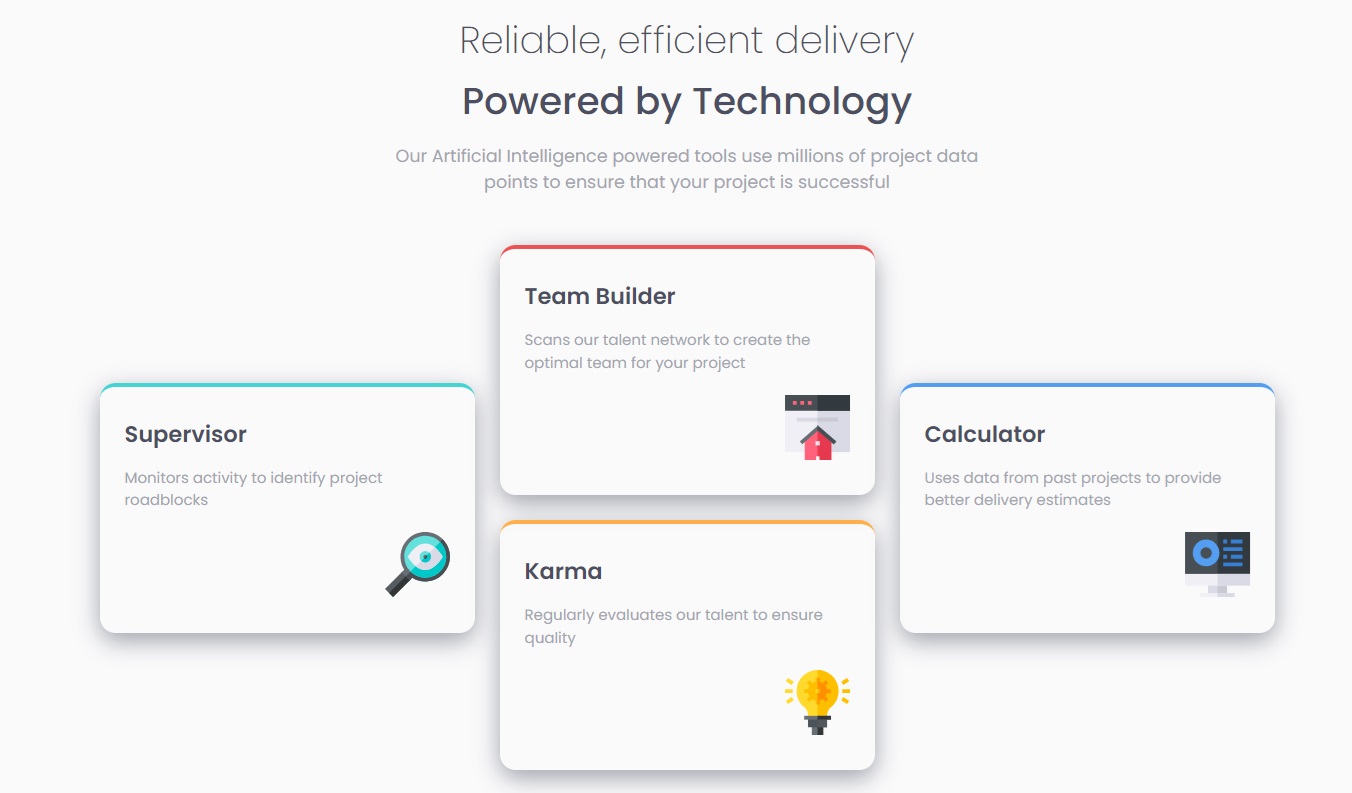 Reliable, efficient delivery
Powered by Technology
Our Artificial Intelligence powered tools use millions of project data
points to ensure that your project is successful
Team Builder
Scans our talent network to create the
optimal team for your project
Supervisor
Monitors activity to identify project
roadblocks
Calculator
Uses data from past projects to provide
better delivery estimates
Karma
Regularly evaluates our talent to ensure
quality